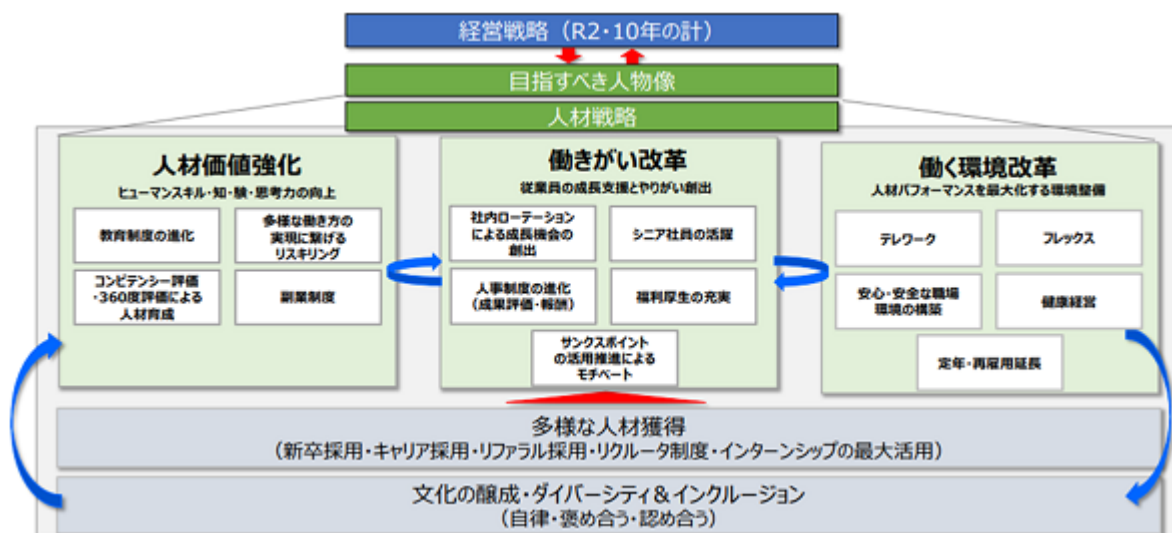 経営戦略（R2・10年の計）
目指すべき人物像
人材戦略
人材価値強化
ヒューマンスキル・知・験・思考力の向上
教育制度の進化
多様な働き方の
実現に繋げる
リスキリング
コンピテンシー評価
・360度評価による
人材育成
副業制度
働きがい改革
従業員の成長支援とやりがい創出
社内ローテーション
による成長機会の
創出
シニア社員の活躍
人事制度の進化
（成果評価・報酬）
福利厚生の充実
サンクスポイント
の活用推進による
モチベート
働く環境改革
人材パフォーマンスを最大化する環境整備
テレワーク
フレックス
安心・安全な職場
環境の構築
健康経営
定年・再雇用延長
多様な人材獲得
（新卒採用・キャリア採用・リファラル採用・リクルータ制度・インターンシップの最大活用）
文化の醸成・ダイバーシティ＆インクルージョン
（自律・褒め合う・認め合う）